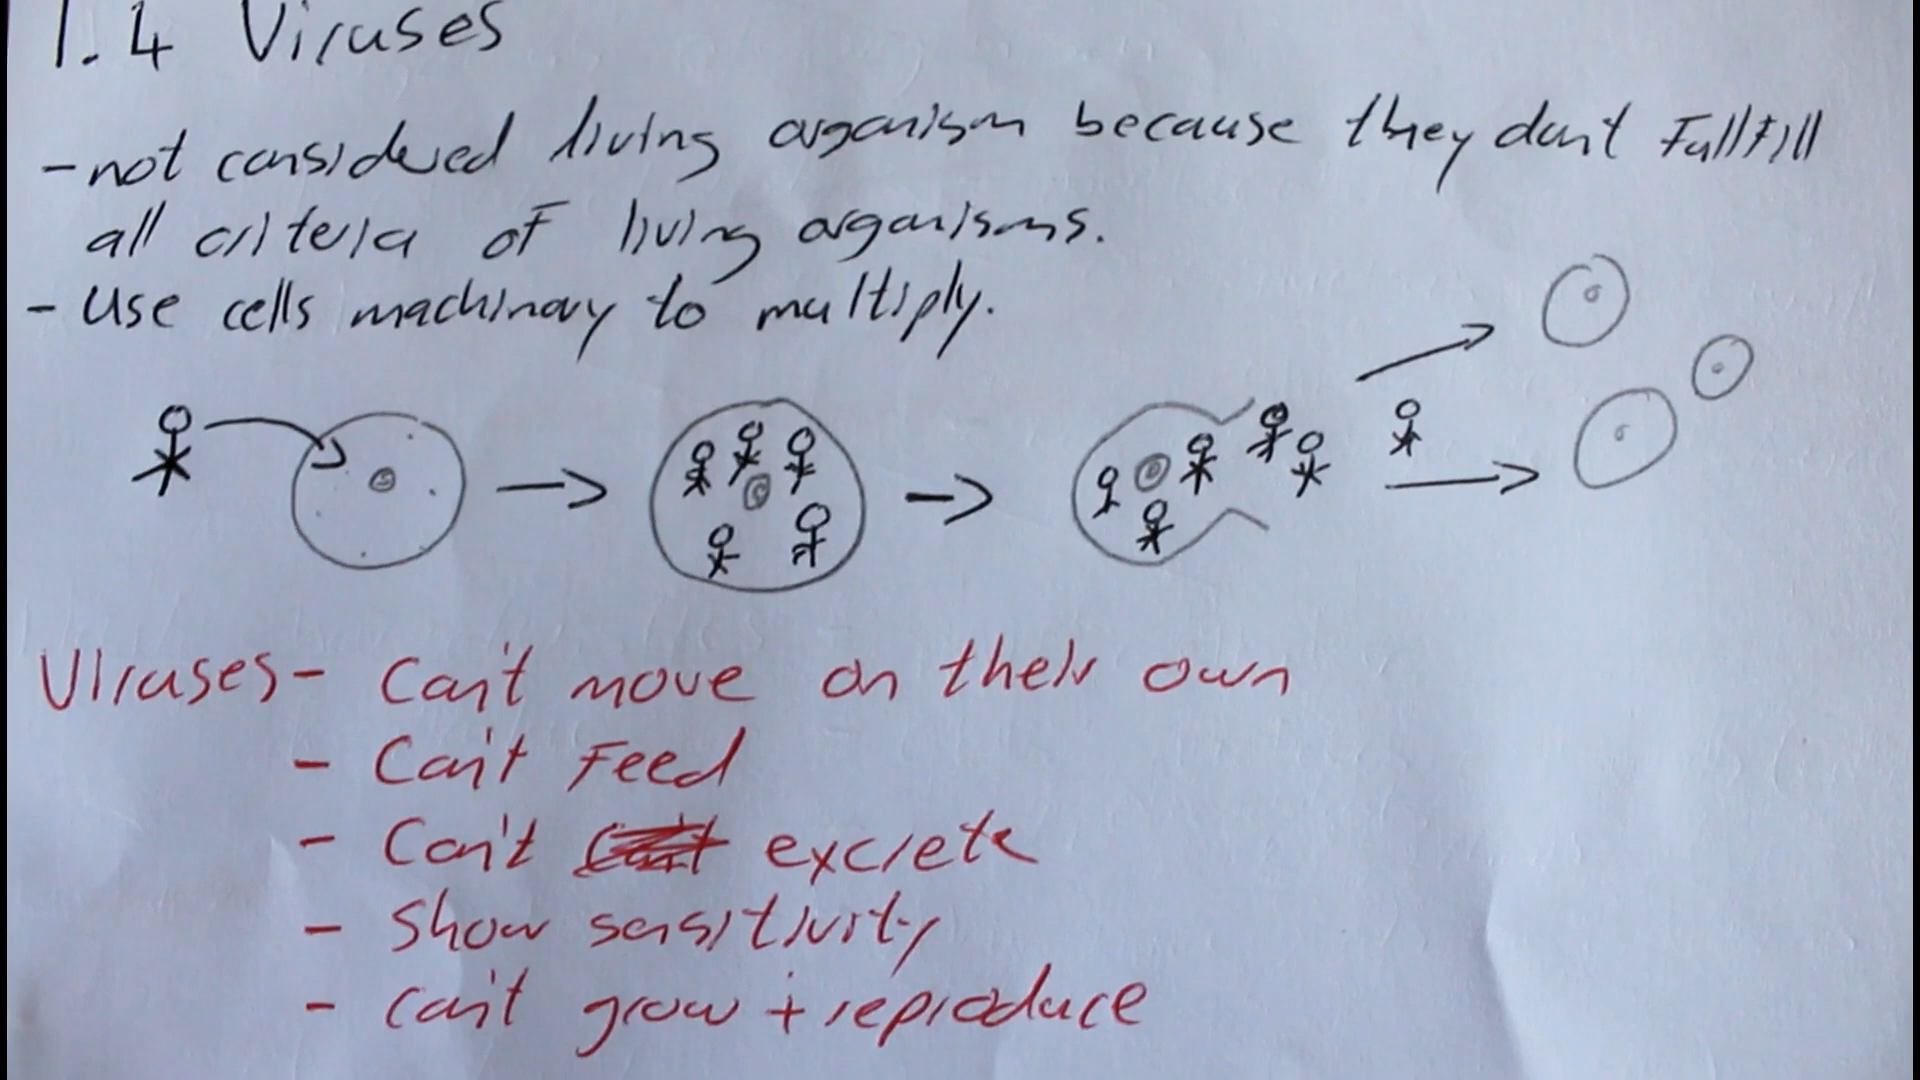 1.4 Viruses
- not considered living organism because they don't Fullfill
all criteria of living organisms.
- Use cells machinary to multiply.
Viruses - Can't move on their own
- Can't Feed
- Can't excrete
- Show sensitivity
- Can't grow + reproduce